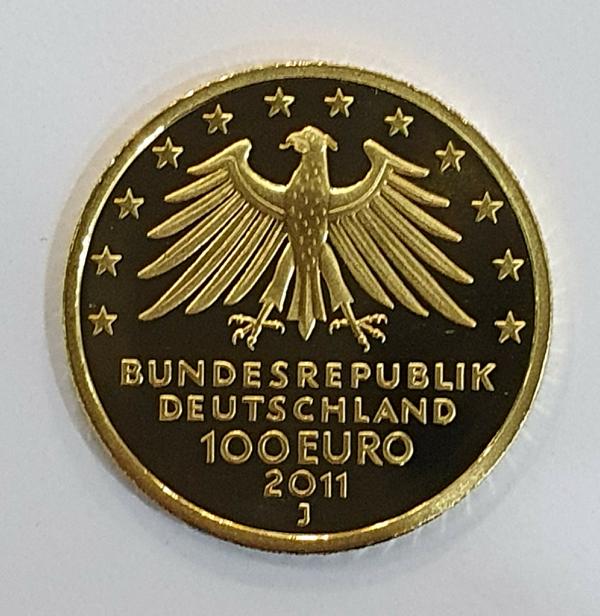 BUNDESREPUBLIK
DEUTSCHLAND
100 EURO
2011
J